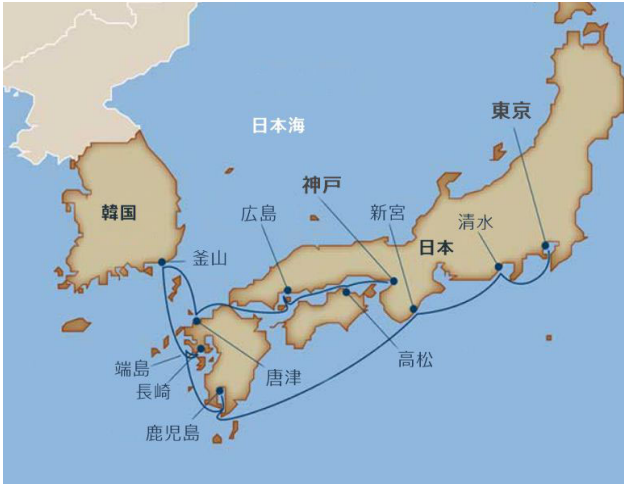 東京
日本海
神戸
広島
新宮
韓国
清水
日本
釜山
高松
端島
唐津
長崎
鹿児島